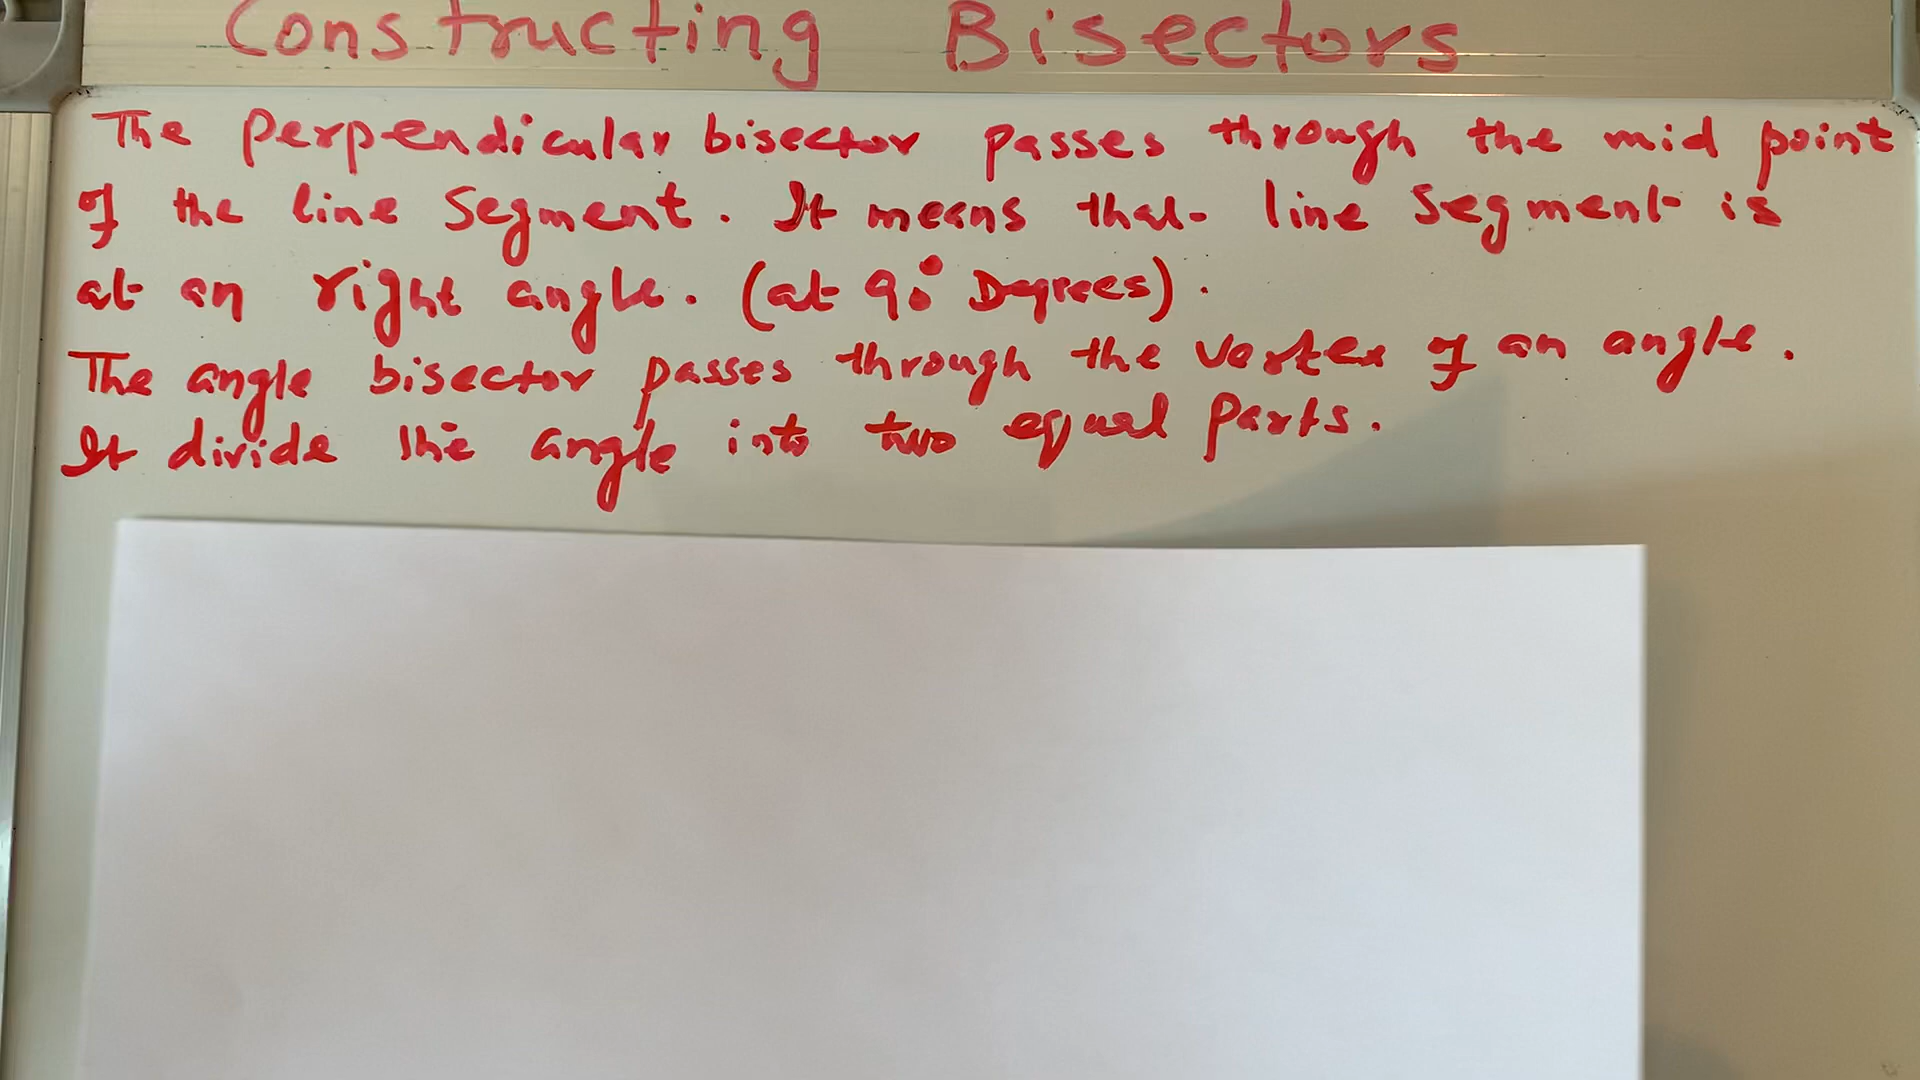 Constructing Bisectors
The perpendicular bisector passes through the mid point
of the line segment. It means that line segment is
at an right angle. (at 90° Degrees).
The angle bisector passes through the vertex of an angle.
It divide the angle into two equal parts.